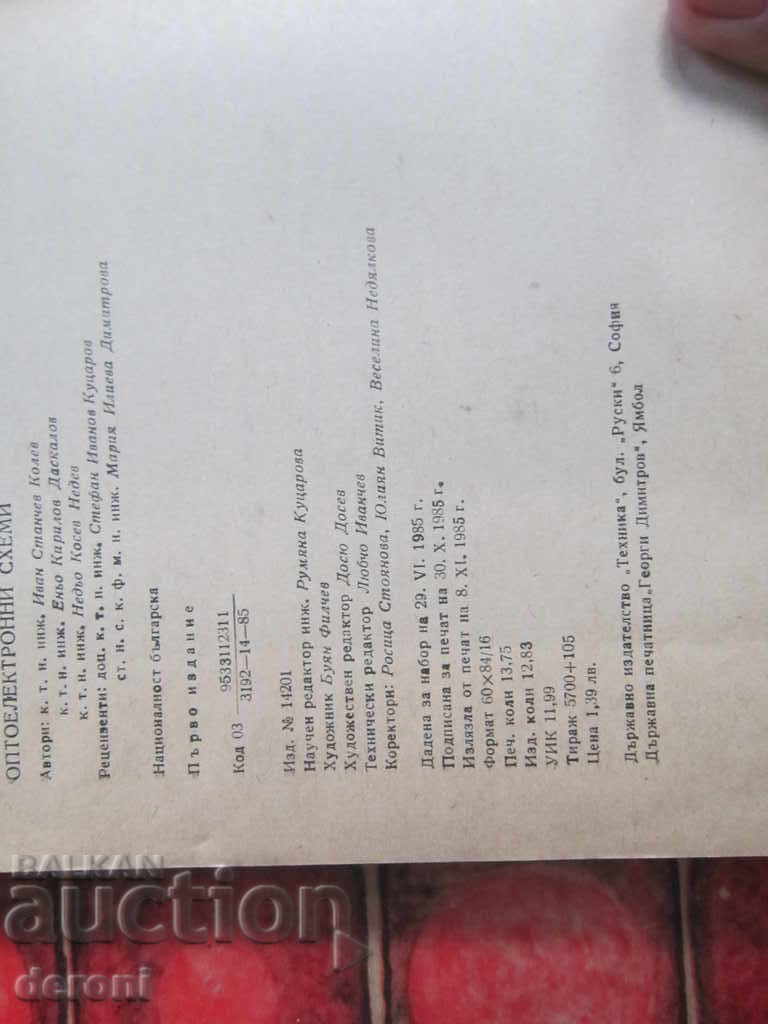 ОПТОЕЛЕКТРОННИ СХЕМИ
Автори: к. т. н. инж. Иван Станчев Колев
к. т. н. инж. Еньо Кирилов Даскалов
к. т. н. инж. Недьо Косев Недев
Рецензенти: доц. к. т. н. инж. Стефан Иванов Куцаров
ст. н. с. к. ф. м. н. инж. Мария Илиева Димитрова
Националност българска
Първо издание
Код 03 9533112311
3192—14—85
Изд. № 14201
Научен редактор инж. Румяна Куцарова
Художник Буян Филчев
Художествен редактор Досю Досев
Технически редактор Любчо Иванчев
Коректори: Росица Стоянова, Юлиян Витик, Веселина Недялкова
Дадена за набор на 29. VI. 1985 г.
Подписана за печат на 30. X. 1985 г.
Излязла от печат на 8. XI. 1985 г.
Формат 60×84/16
Печ. коли 13,75
Изд. коли 12,83
УИК 11,99
Тираж 5700+105
Цена 1,39 лв.
Държавно издателство „Техника“, бул. „Руски“ 6, София
Държавна печатница„Георги Димитров“, Ямбол
BALKAN
auction
deroni